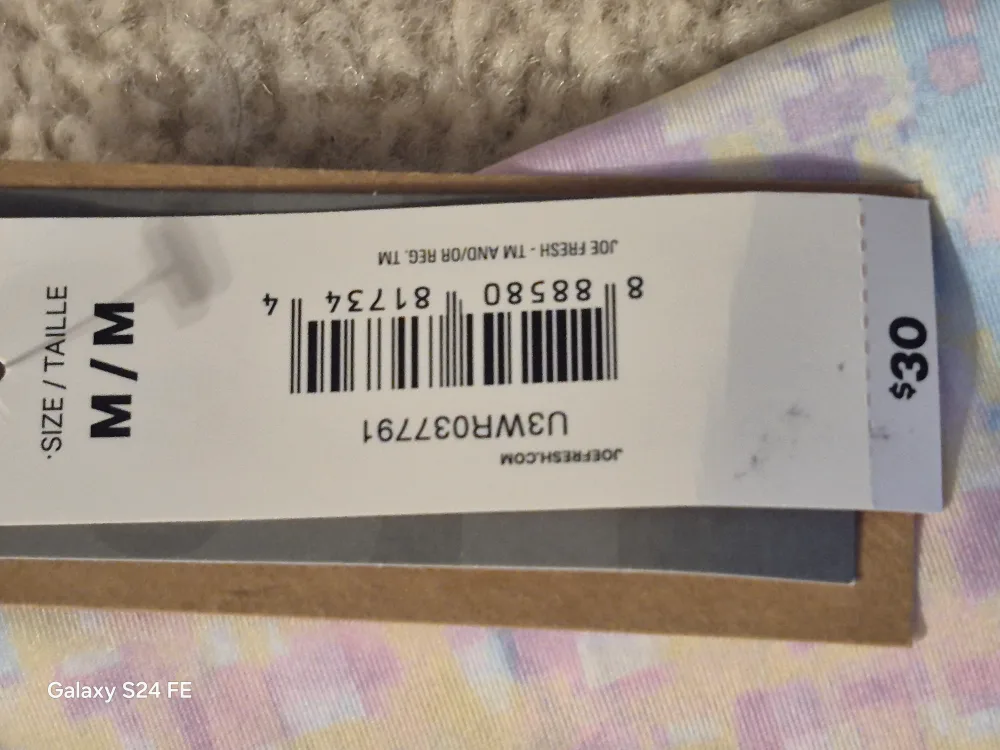 ·SIZE / TAILLE
M / M
JOEFRESH.COM
U3WR037791
8 88580 81734 4
JOE FRESH - TM AND/OR REG. TM
$30
Galaxy S24 FE